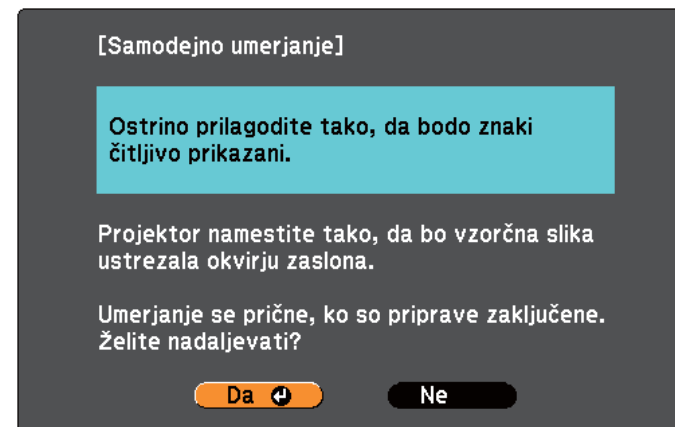 [Samodejno umerjanje]
Ostrino prilagodite tako, da bodo znaki
čitljivo prikazani.
Projektor namestite tako, da bo vzorčna slika
ustrezala okvirju zaslona.
Umerjanje se prične, ko so priprave zaključene.
Želite nadaljevati?
Da
Ne